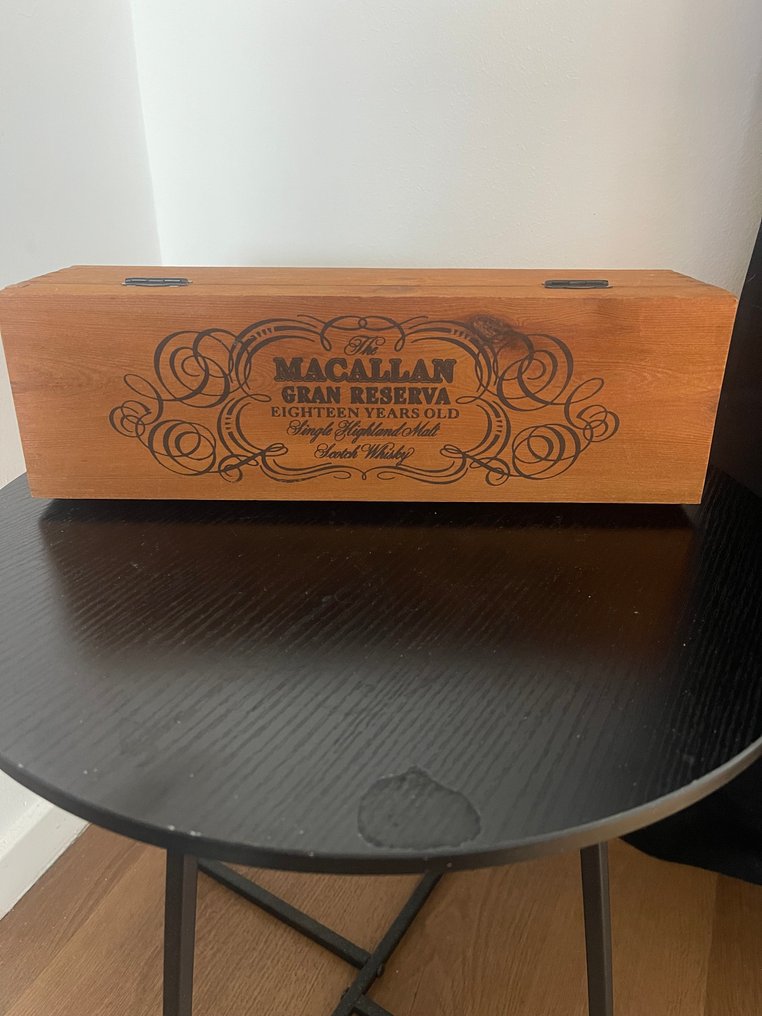 The
MACALLAN
GRAN RESERVA
EIGHTEEN YEARS OLD
Single Highland Malt
Scotch Whisky